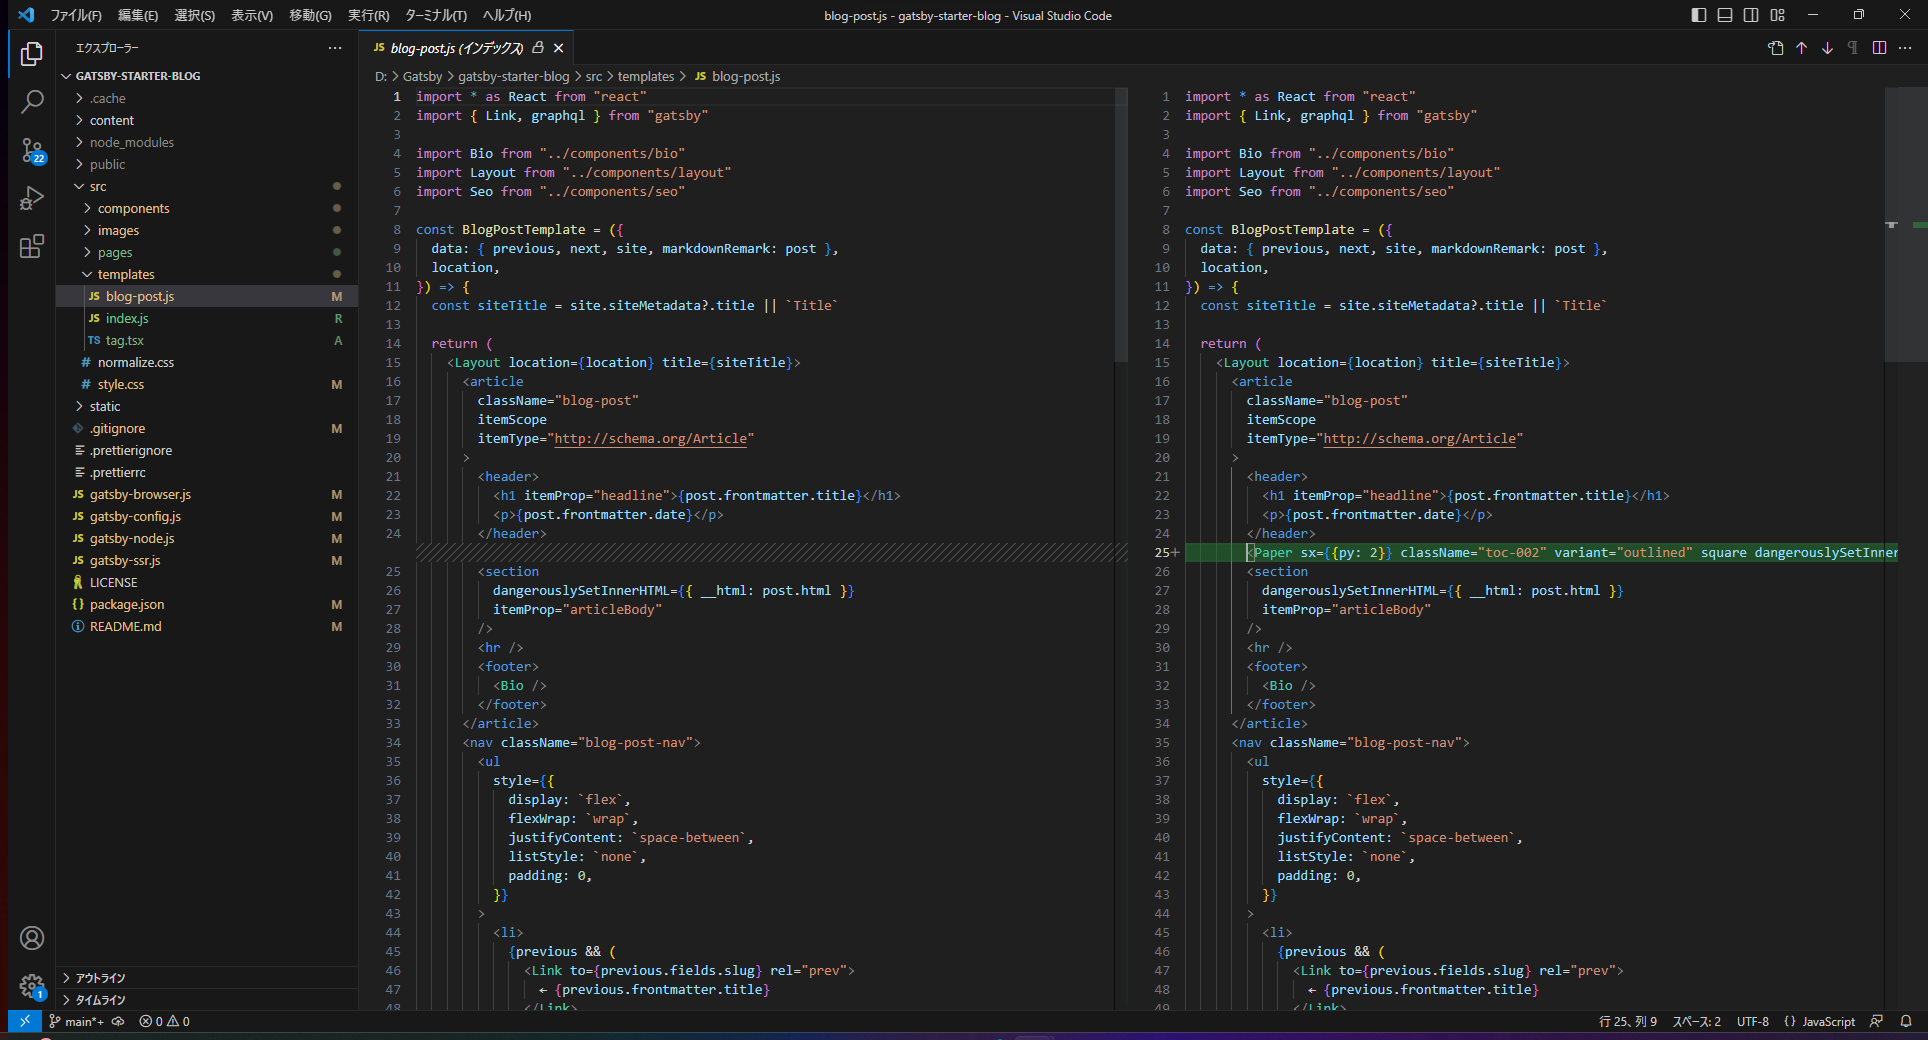 ファイル(F) 編集(E) 選択(S) 表示(V) 移動(G) 実行(R) ターミナル(T) ヘルプ(H)
blog-post.js - gatsby-starter-blog - Visual Studio Code
エクスプローラー
GATSBY-STARTER-BLOG
.cache
content
node_modules
public
src
components
images
pages
templates
JS blog-post.js M
JS index.js R
TS tag.tsx A
# normalize.css
# style.css M
static
.gitignore M
.prettierignore
.prettierrc
JS gatsby-browser.js M
JS gatsby-config.js M
JS gatsby-node.js M
JS gatsby-ssr.js M
LICENSE
{} package.json M
README.md M
アウトライン
タイムライン
22
1
JS blog-post.js (インデックス)
D: > Gatsby > gatsby-starter-blog > src > templates > JS blog-post.js
1 import * as React from "react"
2 import { Link, graphql } from "gatsby"
3
4 import Bio from "../components/bio"
5 import Layout from "../components/layout"
6 import Seo from "../components/seo"
7
8 const BlogPostTemplate = ({
9 data: { previous, next, site, markdownRemark: post },
10 location,
11 }) => {
12 const siteTitle = site.siteMetadata?.title || `Title`
13
14 return (
15 <Layout location={location} title={siteTitle}>
16 <article
17 className="blog-post"
18 itemScope
19 itemType="http://schema.org/Article"
20 >
21 <header>
22 <h1 itemProp="headline">{post.frontmatter.title}</h1>
23 <p>{post.frontmatter.date}</p>
24 </header>
25 <section
26 dangerouslySetInnerHTML={{ __html: post.html }}
27 itemProp="articleBody"
28 />
29 <hr />
30 <footer>
31 <Bio />
32 </footer>
33 </article>
34 <nav className="blog-post-nav">
35 <ul
36 style={{
37 display: `flex`,
38 flexWrap: `wrap`,
39 justifyContent: `space-between`,
40 listStyle: `none`,
41 padding: 0,
42 }}
43 >
44 <li>
45 {previous && (
46 <Link to={previous.fields.slug} rel="prev">
47 ← {previous.frontmatter.title}
48 </Link>
1 import * as React from "react"
2 import { Link, graphql } from "gatsby"
3
4 import Bio from "../components/bio"
5 import Layout from "../components/layout"
6 import Seo from "../components/seo"
7
8 const BlogPostTemplate = ({
9 data: { previous, next, site, markdownRemark: post },
10 location,
11 }) => {
12 const siteTitle = site.siteMetadata?.title || `Title`
13
14 return (
15 <Layout location={location} title={siteTitle}>
16 <article
17 className="blog-post"
18 itemScope
19 itemType="http://schema.org/Article"
20 >
21 <header>
22 <h1 itemProp="headline">{post.frontmatter.title}</h1>
23 <p>{post.frontmatter.date}</p>
24 </header>
25+ <Paper sx={{py: 2}} className="toc-002" variant="outlined" square dangerouslySetInner
26 <section
27 dangerouslySetInnerHTML={{ __html: post.html }}
28 itemProp="articleBody"
29 />
30 <hr />
31 <footer>
32 <Bio />
33 </footer>
34 </article>
35 <nav className="blog-post-nav">
36 <ul
37 style={{
38 display: `flex`,
39 flexWrap: `wrap`,
40 justifyContent: `space-between`,
41 listStyle: `none`,
42 padding: 0,
43 }}
44 >
45 <li>
46 {previous && (
47 <Link to={previous.fields.slug} rel="prev">
48 ← {previous.frontmatter.title}
49 </Link>
main*+ 0 0
行 25、列 9 スペース: 2 UTF-8 {} JavaScript